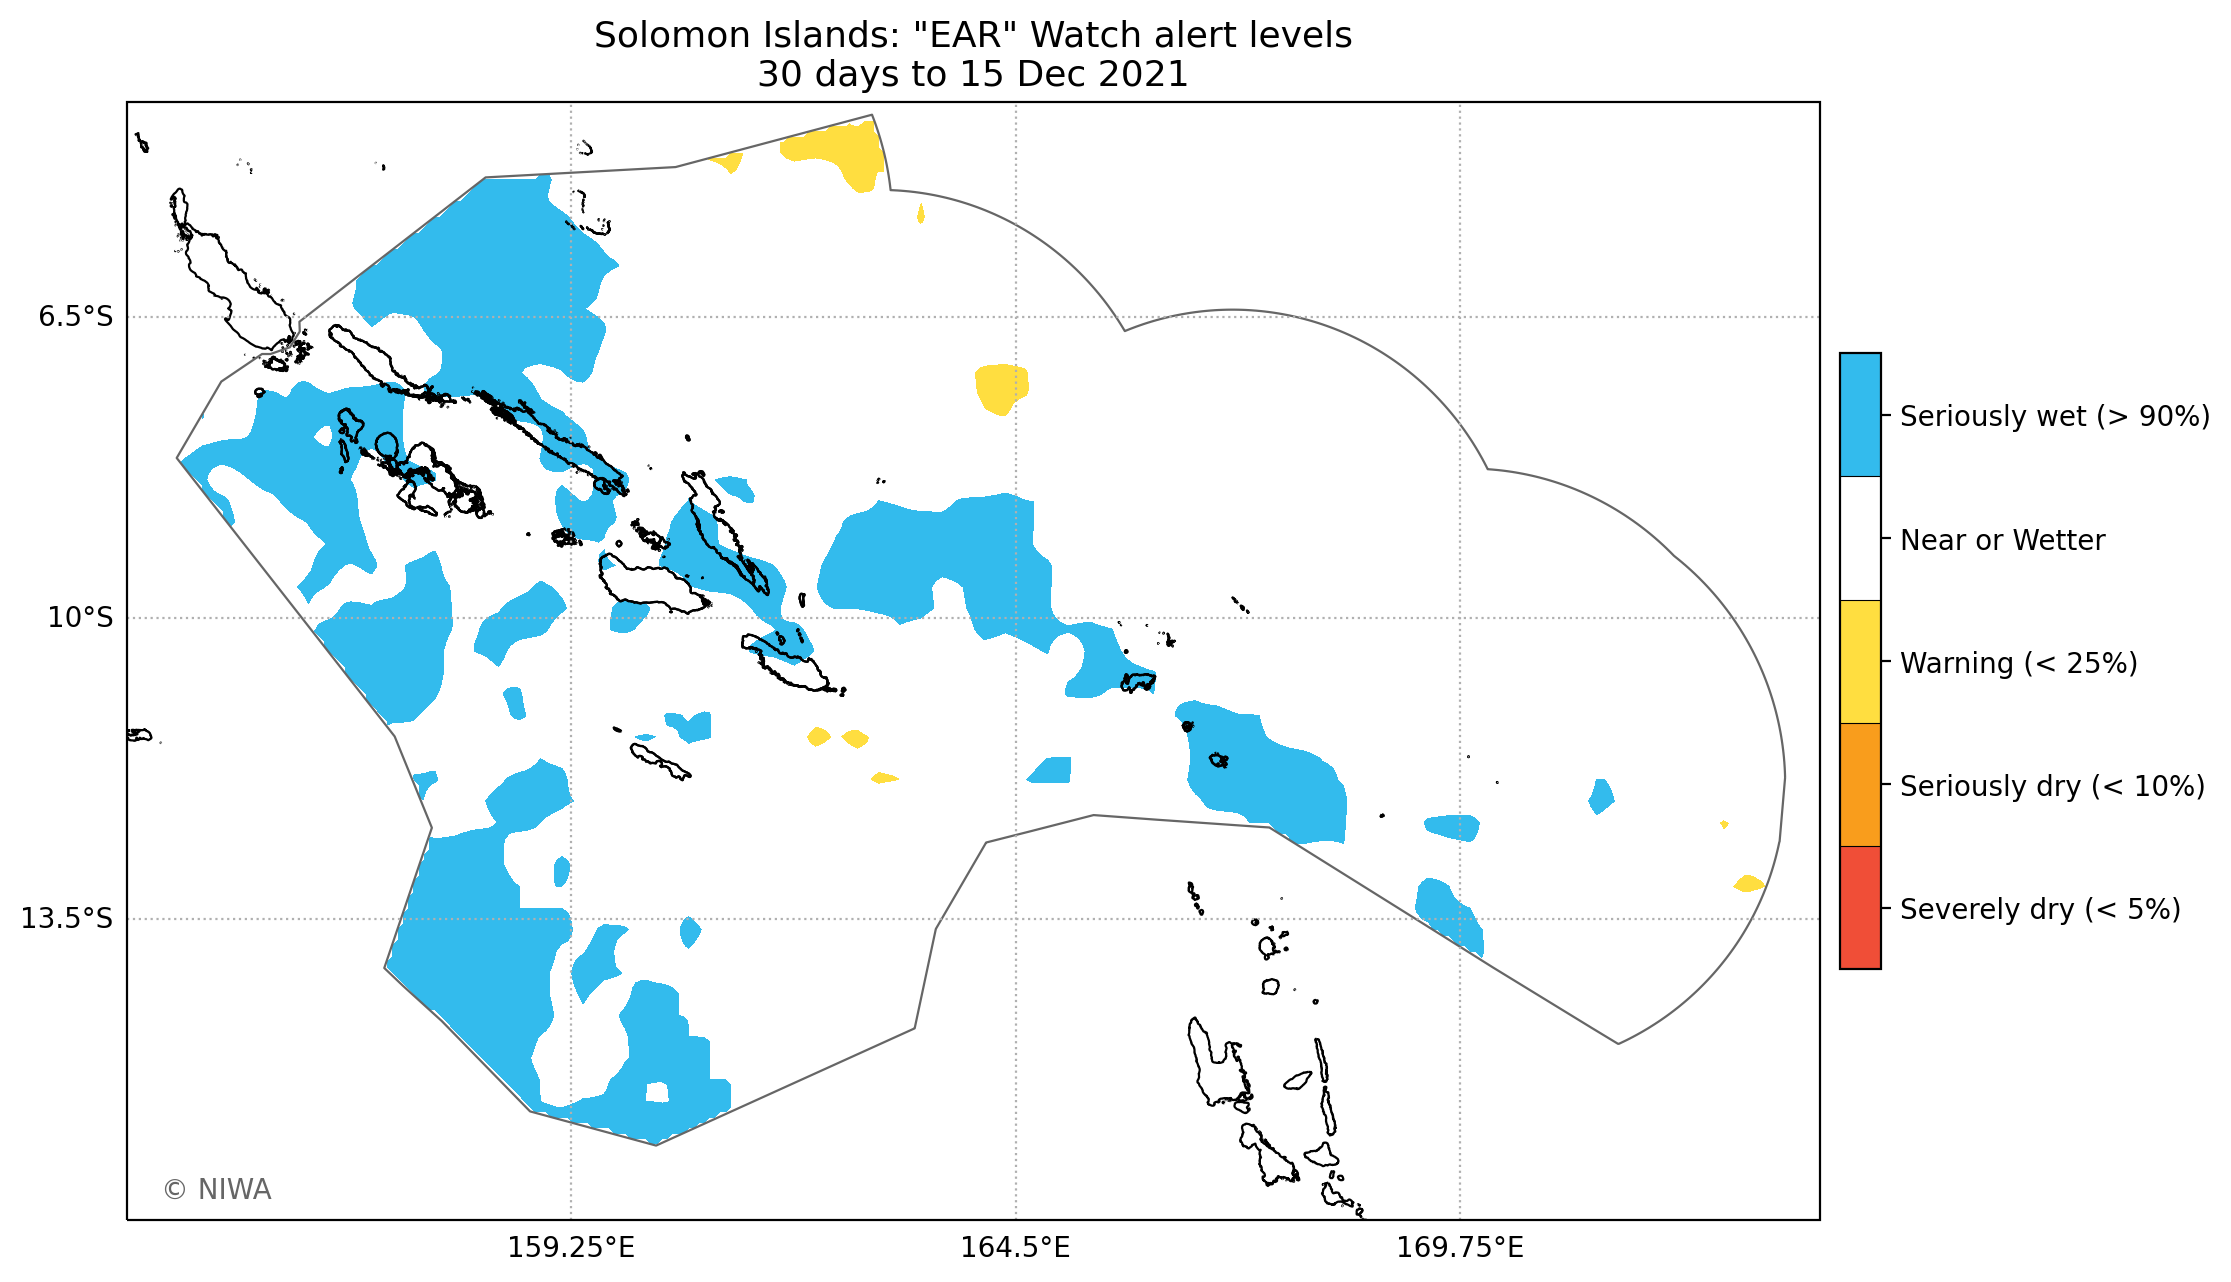 Solomon Islands: "EAR" Watch alert levels
30 days to 15 Dec 2021
6.5°S
10°S
13.5°S
159.25°E
164.5°E
169.75°E
Seriously wet (> 90%)
Near or Wetter
Warning (< 25%)
Seriously dry (< 10%)
Severely dry (< 5%)
© NIWA